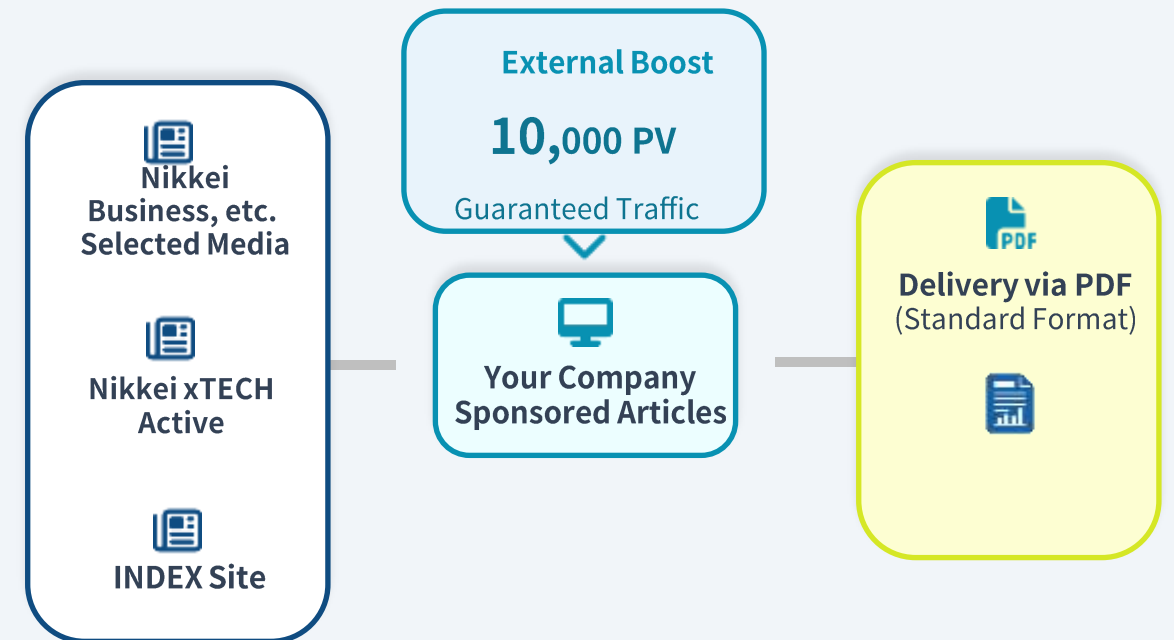 External Boost
10,000 PV
Guaranteed Traffic
Nikkei
Business, etc.
Selected Media
Nikkei xTECH
Active
INDEX Site
Your Company
Sponsored Articles
PDF
Delivery via PDF
(Standard Format)